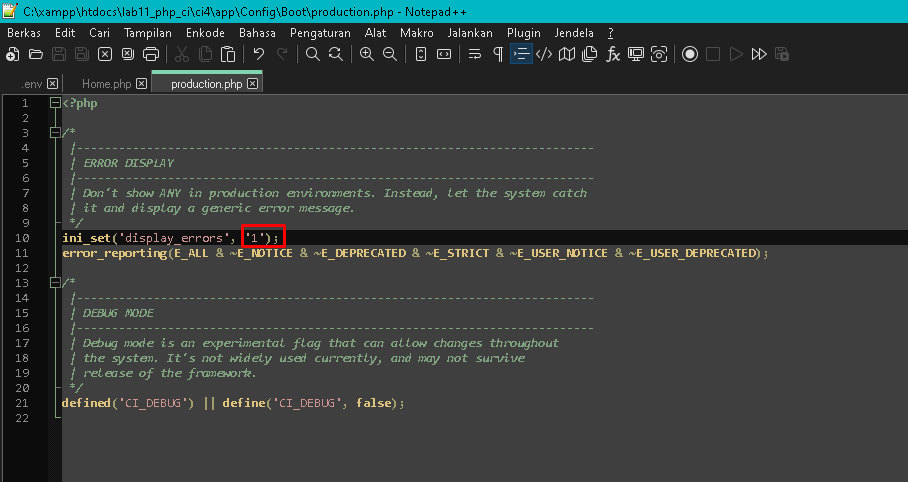 C:\xampp\htdocs\lab11_php_ci\ci4\app\Config\Boot\production.php - Notepad++
Berkas Edit Cari Tampilan Enkode Bahasa Pengaturan Alat Makro Jalankan Plugin Jendela ?
.env Home.php production.php
1 <?php
2
3 /*
4 |--------------------------------------------------------------------------
5 | ERROR DISPLAY
6 |--------------------------------------------------------------------------
7 | Don't show ANY in production environments. Instead, let the system catch
8 | it and display a generic error message.
9 */
10 ini_set('display_errors', '1');
11 error_reporting(E_ALL & ~E_NOTICE & ~E_DEPRECATED & ~E_STRICT & ~E_USER_NOTICE & ~E_USER_DEPRECATED);
12
13 /*
14 |--------------------------------------------------------------------------
15 | DEBUG MODE
16 |--------------------------------------------------------------------------
17 | Debug mode is an experimental flag that can allow changes throughout
18 | the system. It's not widely used currently, and may not survive
19 | release of the framework.
20 */
21 defined('CI_DEBUG') || define('CI_DEBUG', false);
22